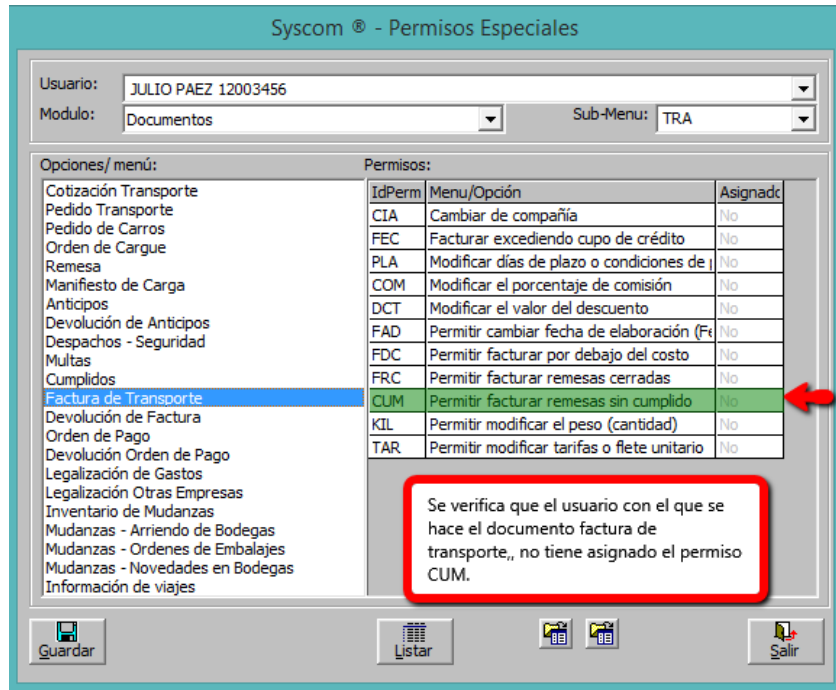 Syscom ® - Permisos Especiales
Usuario: JULIO PAEZ 12003456
Modulo: Documentos Sub-Menu: TRA
Opciones/ menú:
Cotización Transporte
Pedido Transporte
Pedido de Carros
Orden de Cargue
Remesa
Manifiesto de Carga
Anticipos
Devolución de Anticipos
Despachos - Seguridad
Multas
Cumplidos
Factura de Transporte
Devolución de Factura
Orden de Pago
Devolución Orden de Pago
Legalización de Gastos
Legalización Otras Empresas
Inventario de Mudanzas
Mudanzas - Arriendo de Bodegas
Mudanzas - Ordenes de Embalajes
Mudanzas - Novedades en Bodegas
Información de viajes
Permisos:
IdPerm Menu/Opción Asignado
CIA Cambiar de compañía No
FEC Facturar excediendo cupo de crédito No
PLA Modificar días de plazo o condiciones de No
COM Modificar el porcentaje de comisión No
DCT Modificar el valor del descuento No
FAD Permitir cambiar fecha de elaboración (Fe No
FDC Permitir facturar por debajo del costo No
FRC Permitir facturar remesas cerradas No
CUM Permitir facturar remesas sin cumplido No
KIL Permitir modificar el peso (cantidad) No
TAR Permitir modificar tarifas o flete unitario No
Se verifica que el usuario con el que se
hace el documento factura de
transporte,, no tiene asignado el permiso
CUM.
Guardar
Listar
Salir